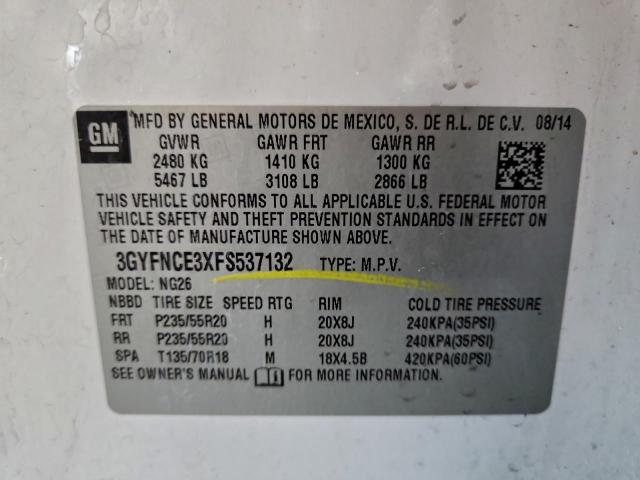 GM MFD BY GENERAL MOTORS DE MEXICO, S. DE R.L. DE C.V. 08/14
GVWR GAWR FRT GAWR RR
2480 KG 1410 KG 1300 KG
5467 LB 3108 LB 2866 LB
THIS VEHICLE CONFORMS TO ALL APPLICABLE U.S. FEDERAL MOTOR
VEHICLE SAFETY AND THEFT PREVENTION STANDARDS IN EFFECT ON
THE DATE OF MANUFACTURE SHOWN ABOVE.
3GYFNCE3XFS537132 TYPE: M.P.V.
MODEL: NG26
NBBD TIRE SIZE SPEED RTG RIM COLD TIRE PRESSURE
FRT P235/55R20 H 20X8J 240KPA(35PSI)
RR P235/55R20 H 20X8J 240KPA(35PSI)
SPA T135/70R18 M 18X4.5B 420KPA(60PSI)
SEE OWNER'S MANUAL FOR MORE INFORMATION.